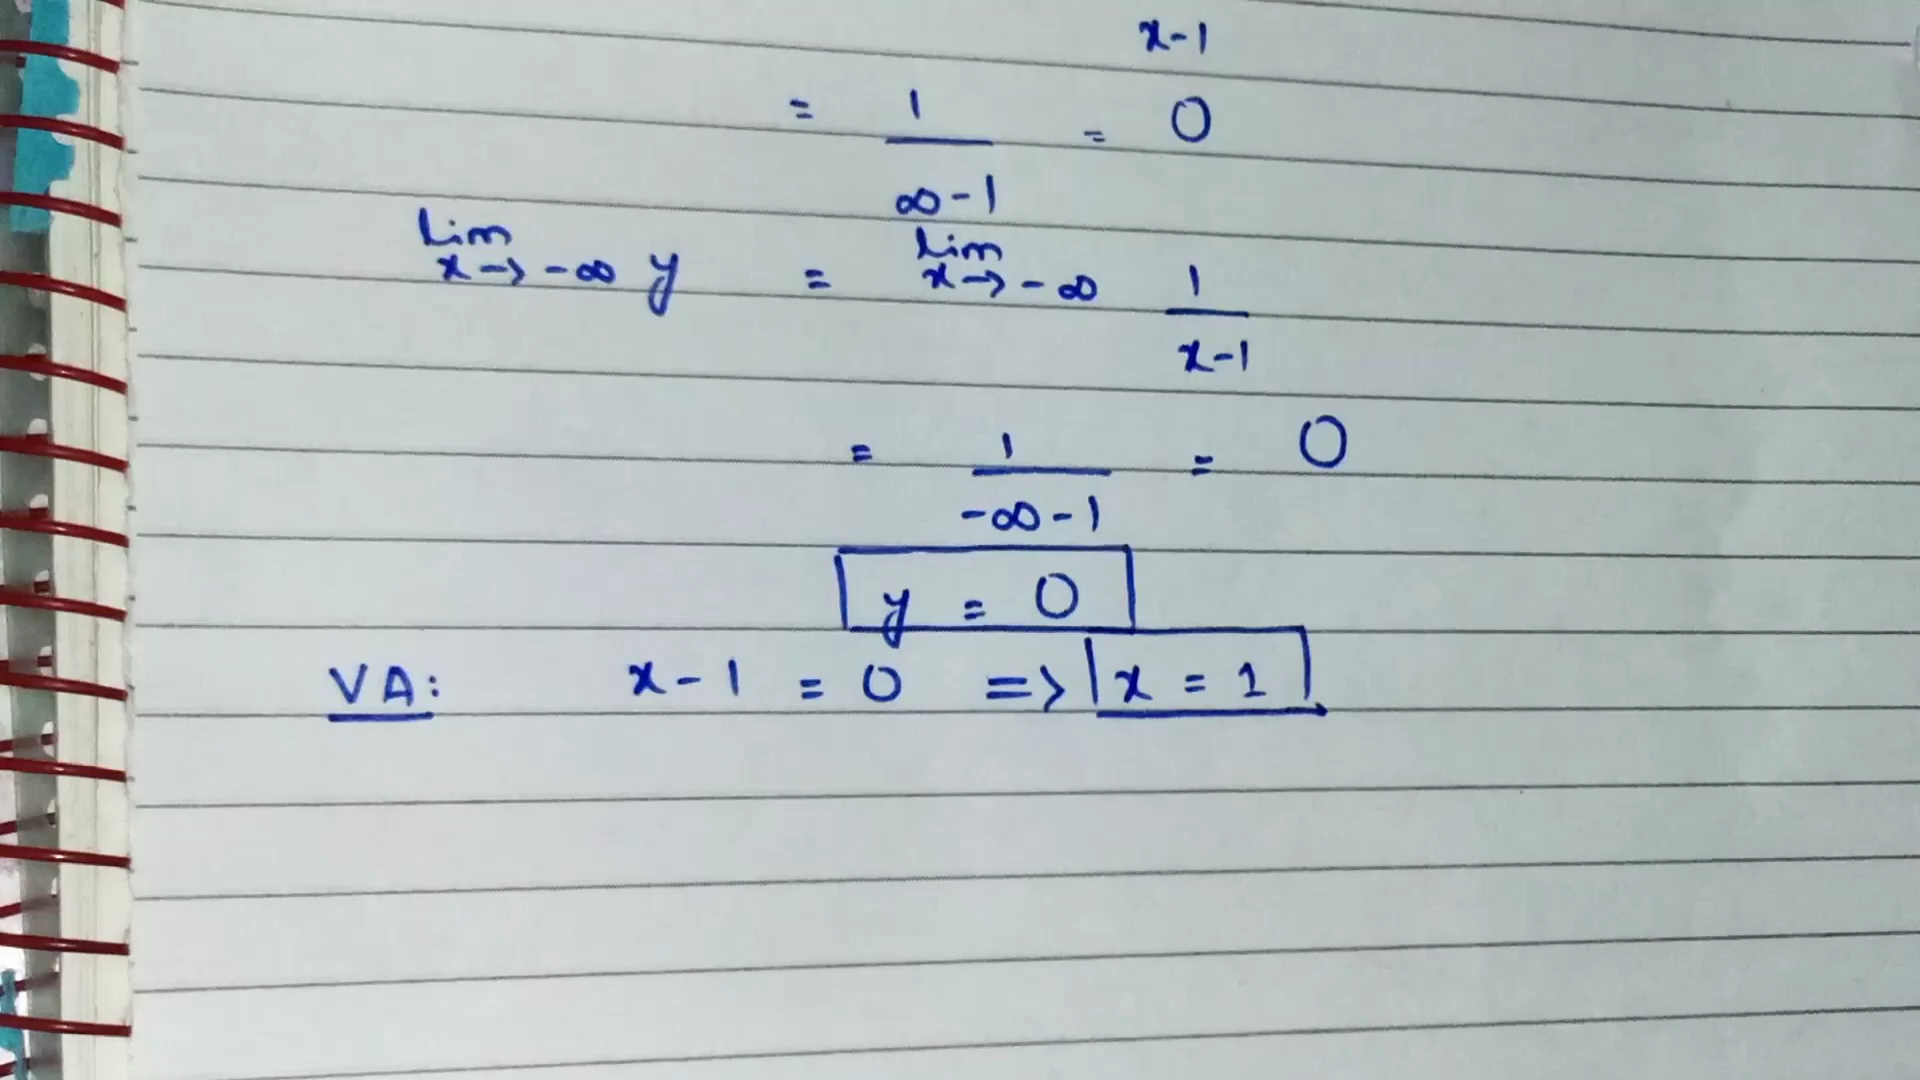 x-1
= 1/(∞-1) = 0
lim x→-∞ y = lim x→-∞ 1/(x-1)
= 1/(-∞-1) = 0
y = 0
VA: x-1 = 0 => x = 1